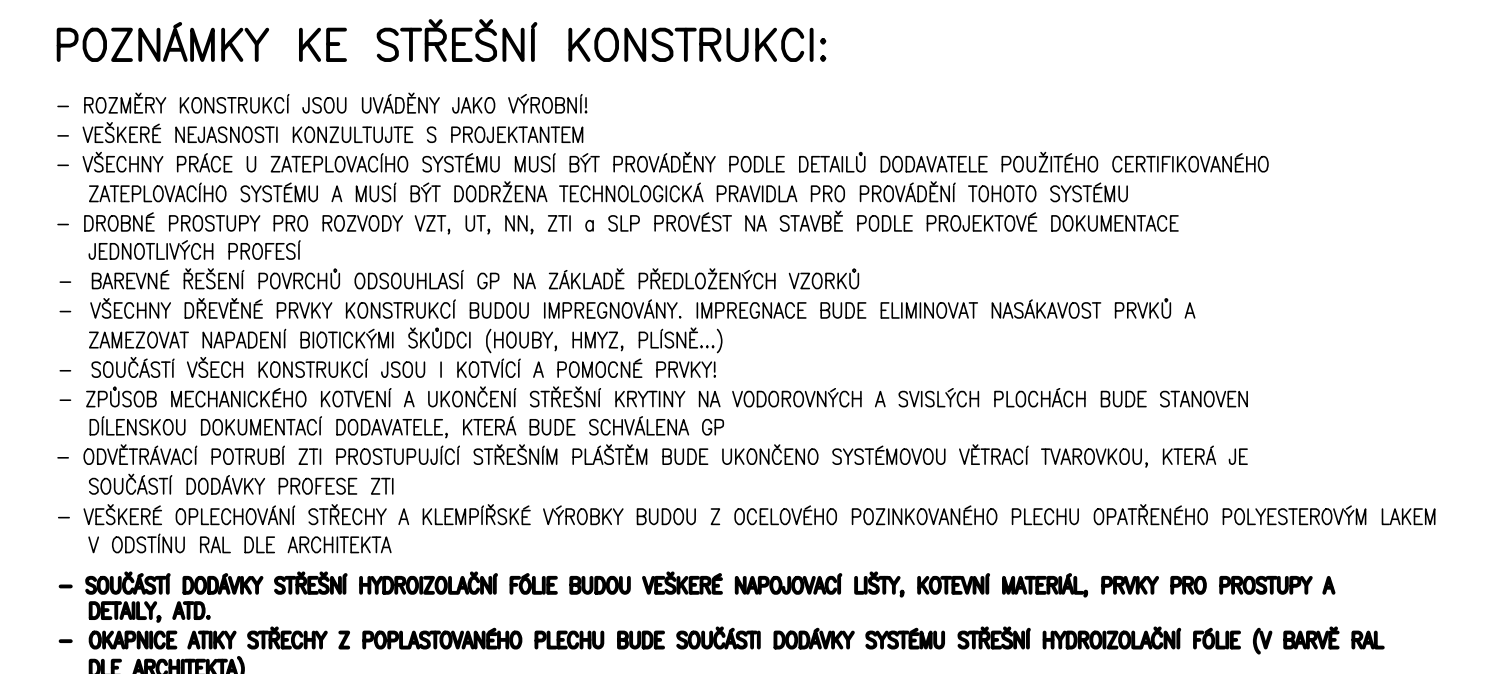 POZNÁMKY KE STŘEŠNÍ KONSTRUKCI:
– ROZMĚRY KONSTRUKCÍ JSOU UVÁDĚNY JAKO VÝROBNÍ!
– VEŠKERÉ NEJASNOSTI KONZULTUJTE S PROJEKTANTEM
– VŠECHNY PRÁCE U ZATEPLOVACÍHO SYSTÉMU MUSÍ BÝT PROVÁDĚNY PODLE DETAILŮ DODAVATELE POUŽITÉHO CERTIFIKOVANÉHO
ZATEPLOVACÍHO SYSTÉMU A MUSÍ BÝT DODRŽENA TECHNOLOGICKÁ PRAVIDLA PRO PROVÁDĚNÍ TOHOTO SYSTÉMU
– DROBNÉ PROSTUPY PRO ROZVODY VZT, UT, NN, ZTI a SLP PROVÉST NA STAVBĚ PODLE PROJEKTOVÉ DOKUMENTACE
JEDNOTLIVÝCH PROFESÍ
– BAREVNÉ ŘEŠENÍ POVRCHŮ ODSOUHLASÍ GP NA ZÁKLADĚ PŘEDLOŽENÝCH VZORKŮ
– VŠECHNY DŘEVĚNÉ PRVKY KONSTRUKCÍ BUDOU IMPREGNOVÁNY. IMPREGNACE BUDE ELIMINOVAT NASÁKAVOST PRVKŮ A
ZAMEZOVAT NAPADENÍ BIOTICKÝMI ŠKŮDCI (HOUBY, HMYZ, PLÍSNĚ...)
– SOUČÁSTÍ VŠECH KONSTRUKCÍ JSOU I KOTVÍCÍ A POMOCNÉ PRVKY!
– ZPŮSOB MECHANICKÉHO KOTVENÍ A UKONČENÍ STŘEŠNÍ KRYTINY NA VODOROVNÝCH A SVISLÝCH PLOCHÁCH BUDE STANOVEN
DÍLENSKOU DOKUMENTACÍ DODAVATELE, KTERÁ BUDE SCHVÁLENA GP
– ODVĚTRÁVACÍ POTRUBÍ ZTI PROSTUPUJÍCÍ STŘEŠNÍM PLÁŠTĚM BUDE UKONČENO SYSTÉMOVOU VĚTRACÍ TVAROVKOU, KTERÁ JE
SOUČÁSTÍ DODÁVKY PROFESE ZTI
– VEŠKERÉ OPLECHOVÁNÍ STŘECHY A KLEMPÍŘSKÉ VÝROBKY BUDOU Z OCELOVÉHO POZINKOVANÉHO PLECHU OPATŘENÉHO POLYESTEROVÝM LAKEM
V ODSTÍNU RAL DLE ARCHITEKTA
– SOUČÁSTÍ DODÁVKY STŘEŠNÍ HYDROIZOLAČNÍ FÓLIE BUDOU VEŠKERÉ NAPOJOVACÍ LIŠTY, KOTEVNÍ MATERIÁL, PRVKY PRO PROSTUPY A
DETAILY, ATD.
– OKAPNICE ATIKY STŘECHY Z POPLASTOVANÉHO PLECHU BUDE SOUČÁSTI DODÁVKY SYSTÉMU STŘEŠNÍ HYDROIZOLAČNÍ FÓLIE (V BARVĚ RAL
DLE ARCHITEKTA)